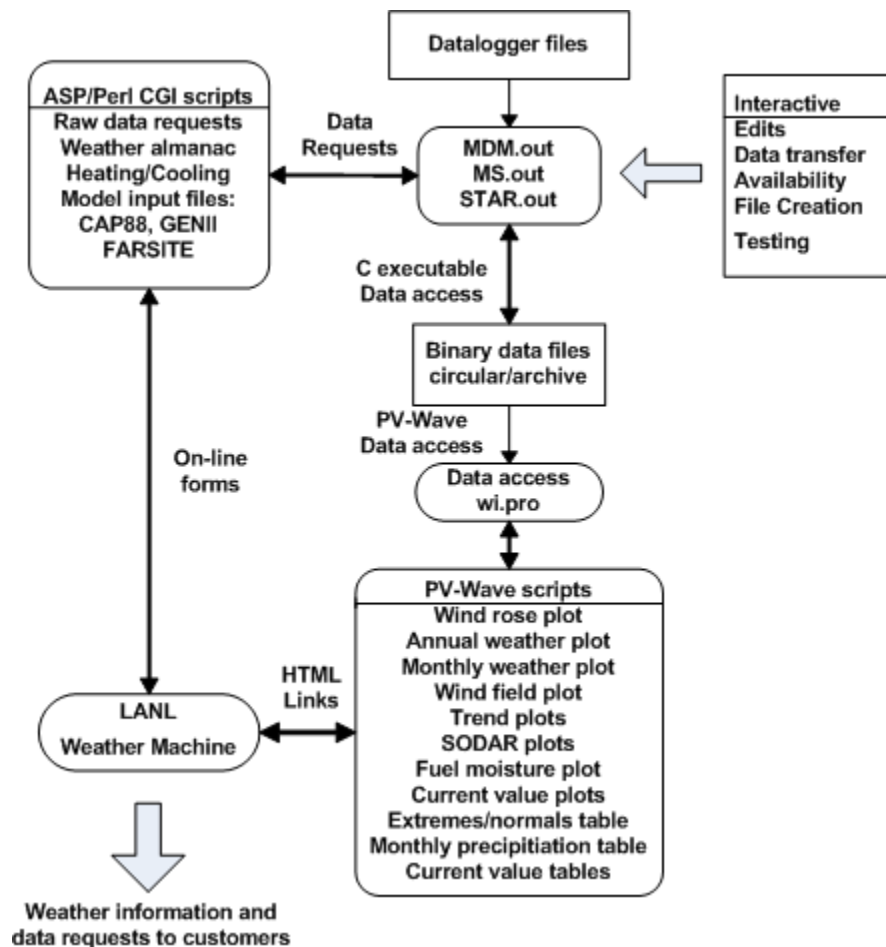 Datalogger files
ASP/Perl CGI scripts
Raw data requests
Weather almanac
Heating/Cooling
Model input files:
CAP88, GENII
FARSITE
Data
Requests
MDM.out
MS.out
STAR.out
Interactive
Edits
Data transfer
Availability
File Creation
Testing
C executable
Data access
Binary data files
circular/archive
PV-Wave
Data access
On-line
forms
Data access
wi.pro
PV-Wave scripts
Wind rose plot
Annual weather plot
Monthly weather plot
Wind field plot
Trend plots
SODAR plots
Fuel moisture plot
Current value plots
Extremes/normals table
Monthly precipitiation table
Current value tables
HTML
Links
LANL
Weather Machine
Weather information and
data requests to customers